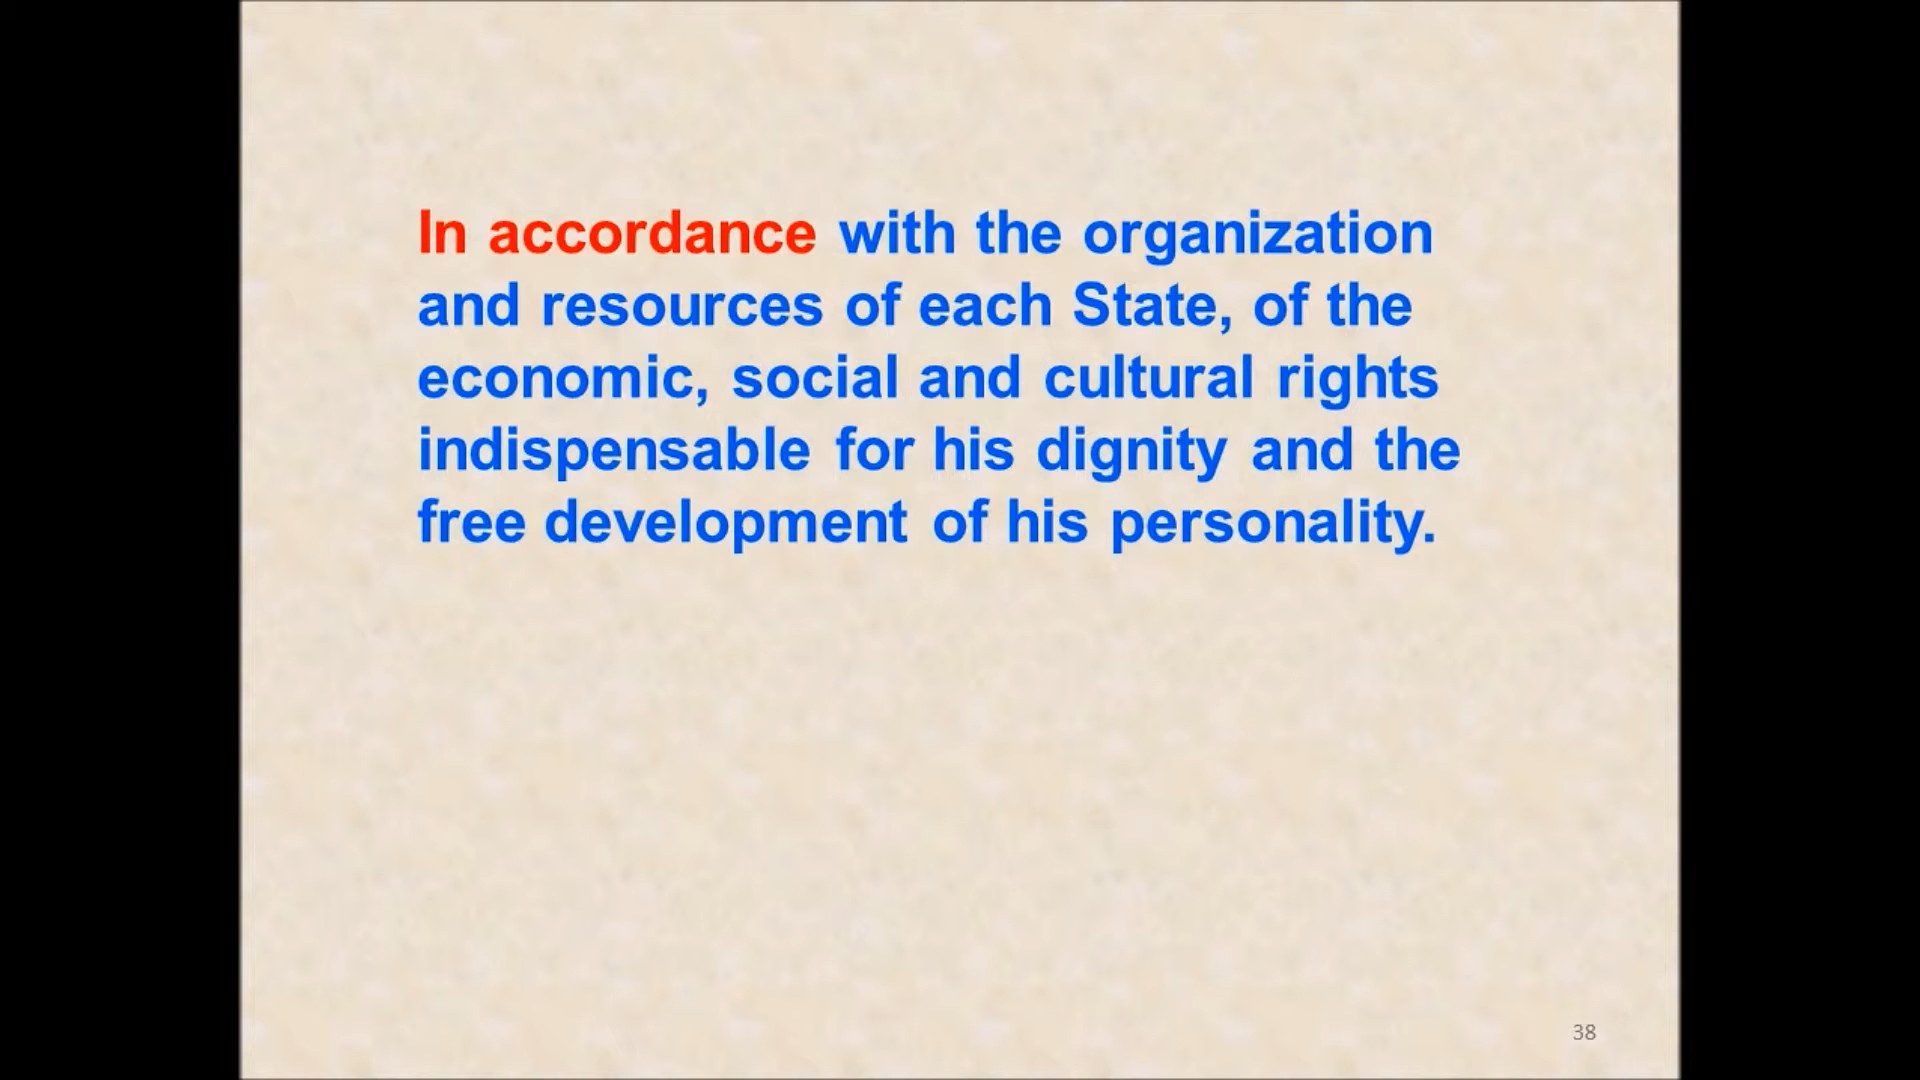 In accordance with the organization
and resources of each State, of the
economic, social and cultural rights
indispensable for his dignity and the
free development of his personality.
38